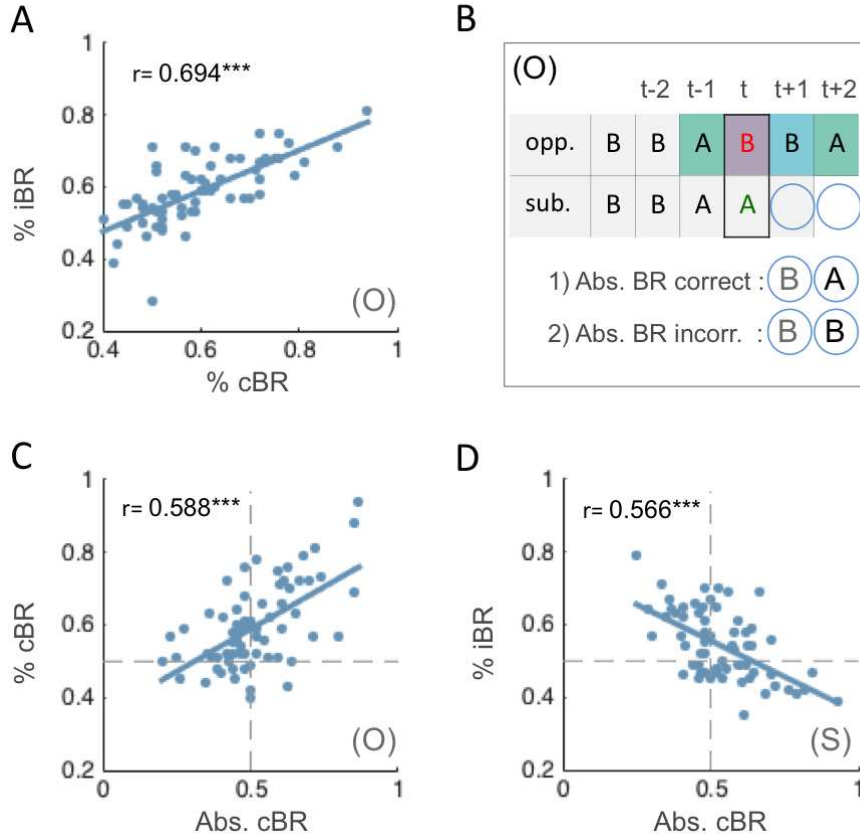 A
r= 0.694***
1
0.8
0.6
0.4
0.2
% iBR
0.4
0.6
0.8
1
% cBR
(O)
B
(O)
t-2 t-1 t t+1 t+2
opp. B B A B B A
sub. B B A A
1) Abs. BR correct : B A
2) Abs. BR incorr. : B B
C
r= 0.588***
1
0.8
0.6
0.4
0.2
% cBR
0
0.5
1
Abs. cBR
(O)
D
r= 0.566***
1
0.8
0.6
0.4
0.2
% iBR
0
0.5
1
Abs. cBR
(S)